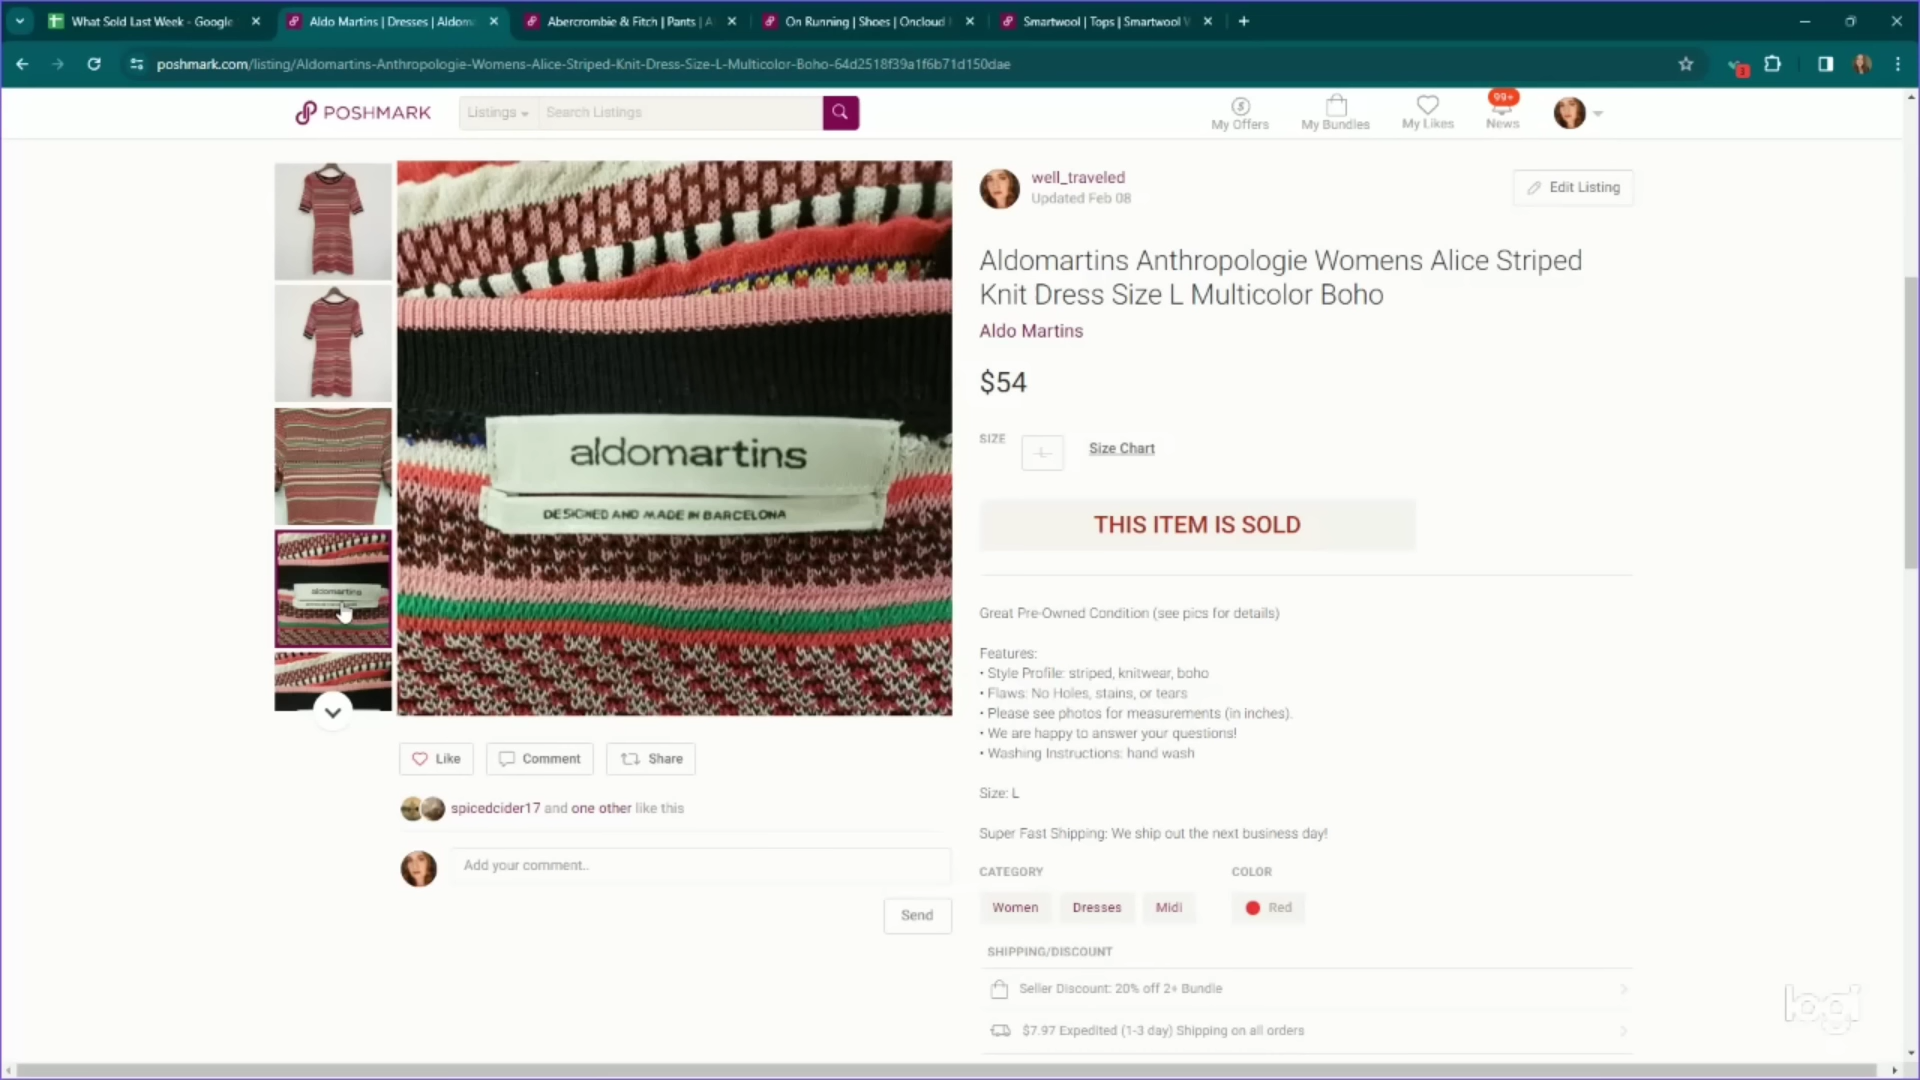 What Sold Last Week - Google
Aldo Martins | Dresses | Aldom
Abercrombie & Fitch | Pants | A
On Running | Shoes | Oncloud
Smartwool | Tops | Smartwool
poshmark.com/listing/Aldomartins-Anthropologie-Womens-Alice-Striped-Knit-Dress-Size-L-Multicolor-Boho-64d2518f39a1f6b71d150dae
POSHMARK
Listings
Search Listings
My Offers
My Bundles
My Likes
99+
News
well_traveled
Updated Feb 08
Edit Listing
Aldomartins Anthropologie Womens Alice Striped
Knit Dress Size L Multicolor Boho
Aldo Martins
$54
SIZE
L
Size Chart
THIS ITEM IS SOLD
aldomartins
DESIGNED AND MADE IN BARCELONA
aldomartins
Great Pre-Owned Condition (see pics for details)
Features:
• Style Profile: striped, knitwear, boho
• Flaws: No Holes, stains, or tears
• Please see photos for measurements (in inches).
• We are happy to answer your questions!
• Washing Instructions: hand wash
Size: L
Super Fast Shipping: We ship out the next business day!
Like
Comment
Share
spicedcider17 and one other like this
Add your comment..
Send
CATEGORY
COLOR
Women
Dresses
Midi
Red
SHIPPING/DISCOUNT
Seller Discount: 20% off 2+ Bundle
$7.97 Expedited (1-3 day) Shipping on all orders
logi